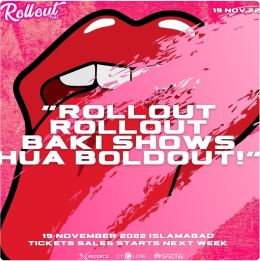 Rollout
19 NOV 22
"ROLLOUT
ROLLOUT
BAKI SHOWS
HUA BOLDOUT!"
19 NOVEMBER 2022 ISLAMABAD
TICKETS SALES STARTS NEXT WEEK